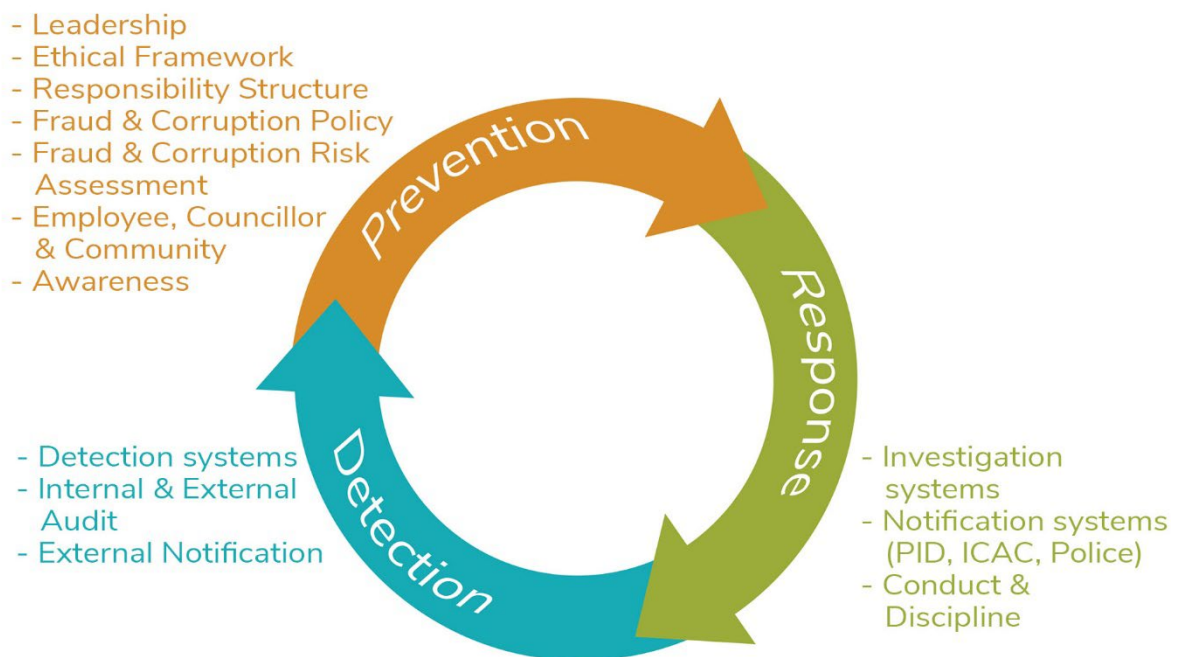 - Leadership
- Ethical Framework
- Responsibility Structure
- Fraud & Corruption Policy
- Fraud & Corruption Risk
Assessment
- Employee, Councillor
& Community
- Awareness
Prevention
Response
Detection
- Detection systems
- Internal & External
Audit
- External Notification
- Investigation
systems
- Notification systems
(PID, ICAC, Police)
- Conduct &
Discipline